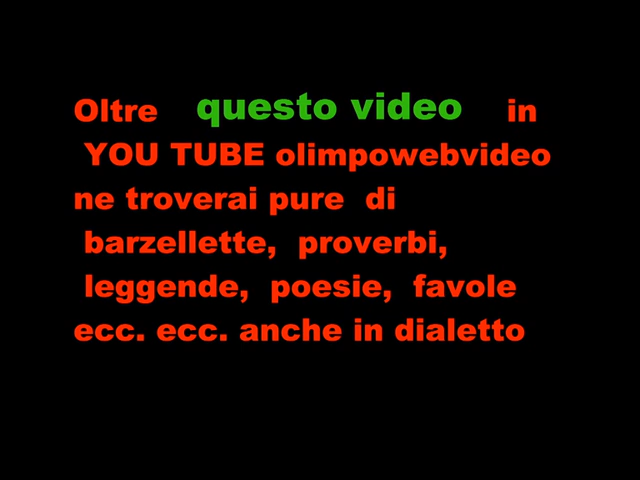 Oltre questo video in
YOU TUBE olimpowebvideo
ne troverai pure di
barzellette, proverbi,
leggende, poesie, favole
ecc. ecc. anche in dialetto